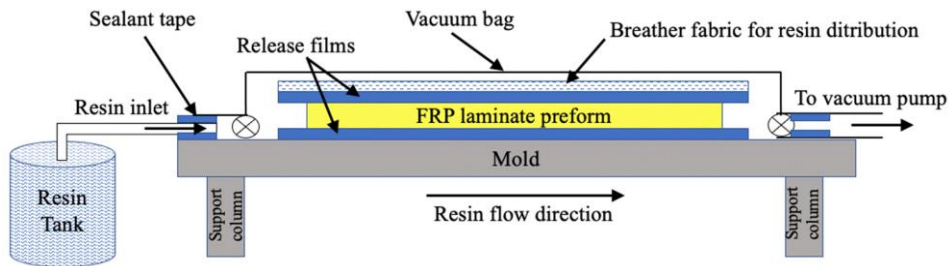 Sealant tape
Vacuum bag
Release films
Breather fabric for resin ditribution
Resin inlet
To vacuum pump
FRP laminate preform
Mold
Resin
Tank
Support
column
Resin flow direction
Support
column